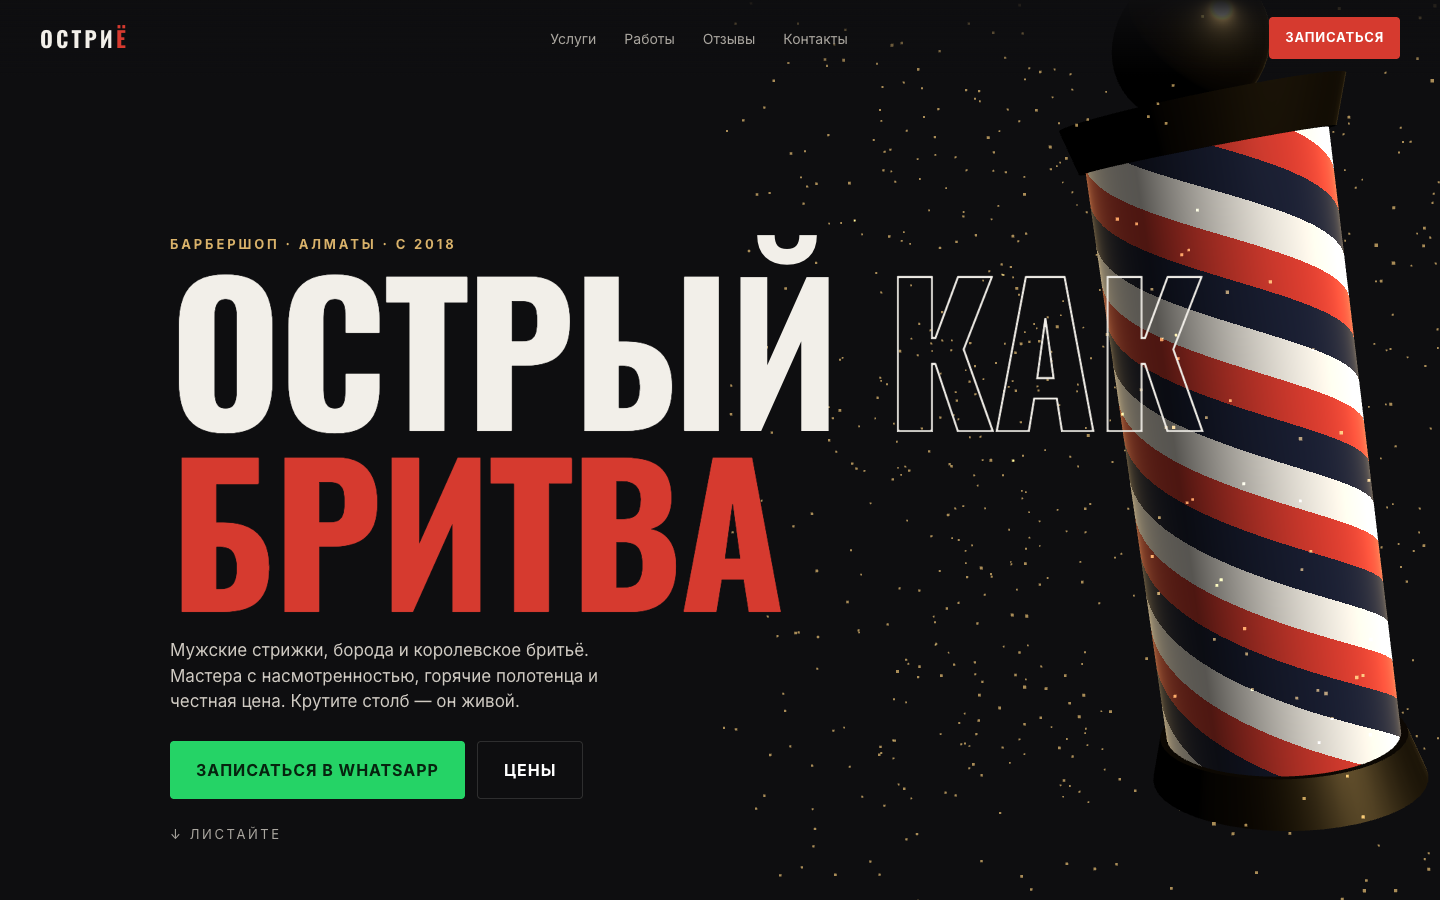 ОСТРИЁ
Услуги Работы Отзывы Контакты
ЗАПИСАТЬСЯ
БАРБЕРШОП · АЛМАТЫ · С 2018
ОСТРЫЙ КАК
БРИТВА
Мужские стрижки, борода и королевское бритьё.
Мастера с насмотренностью, горячие полотенца и
честная цена. Крутите столб — он живой.
ЗАПИСАТЬСЯ В WHATSAPP
ЦЕНЫ
↓ ЛИСТАЙТЕ